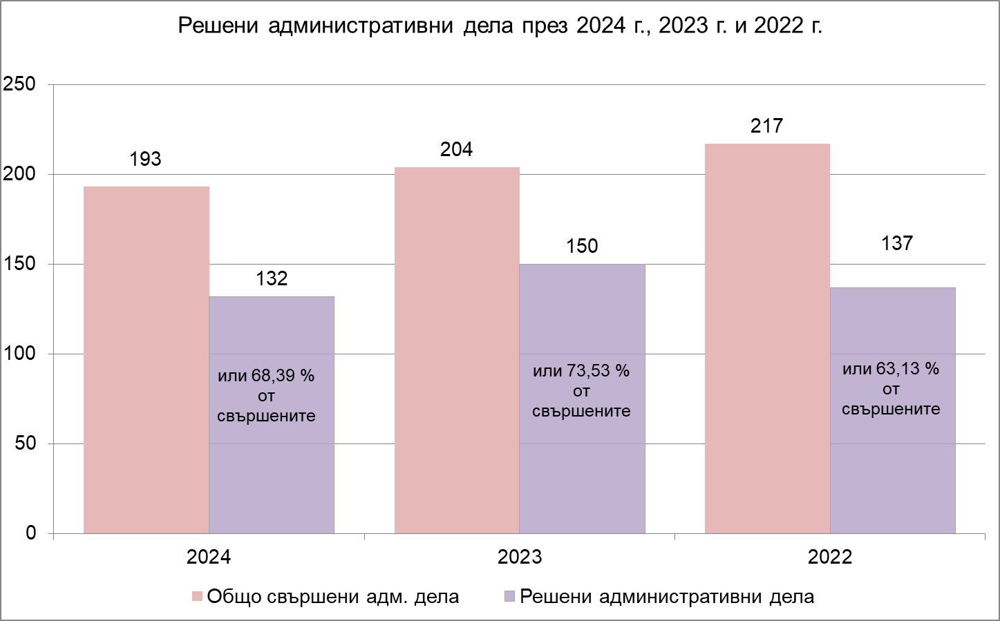 Решени административни дела през 2024 г., 2023 г. и 2022 г.
250
200
150
100
50
0
193
132
или 68,39 %
от
свършените
204
150
или 73,53 %
от
свършените
217
137
или 63,13 %
от
свършените
2024
2023
2022
Общо свършени адм. дела
Решени административни дела